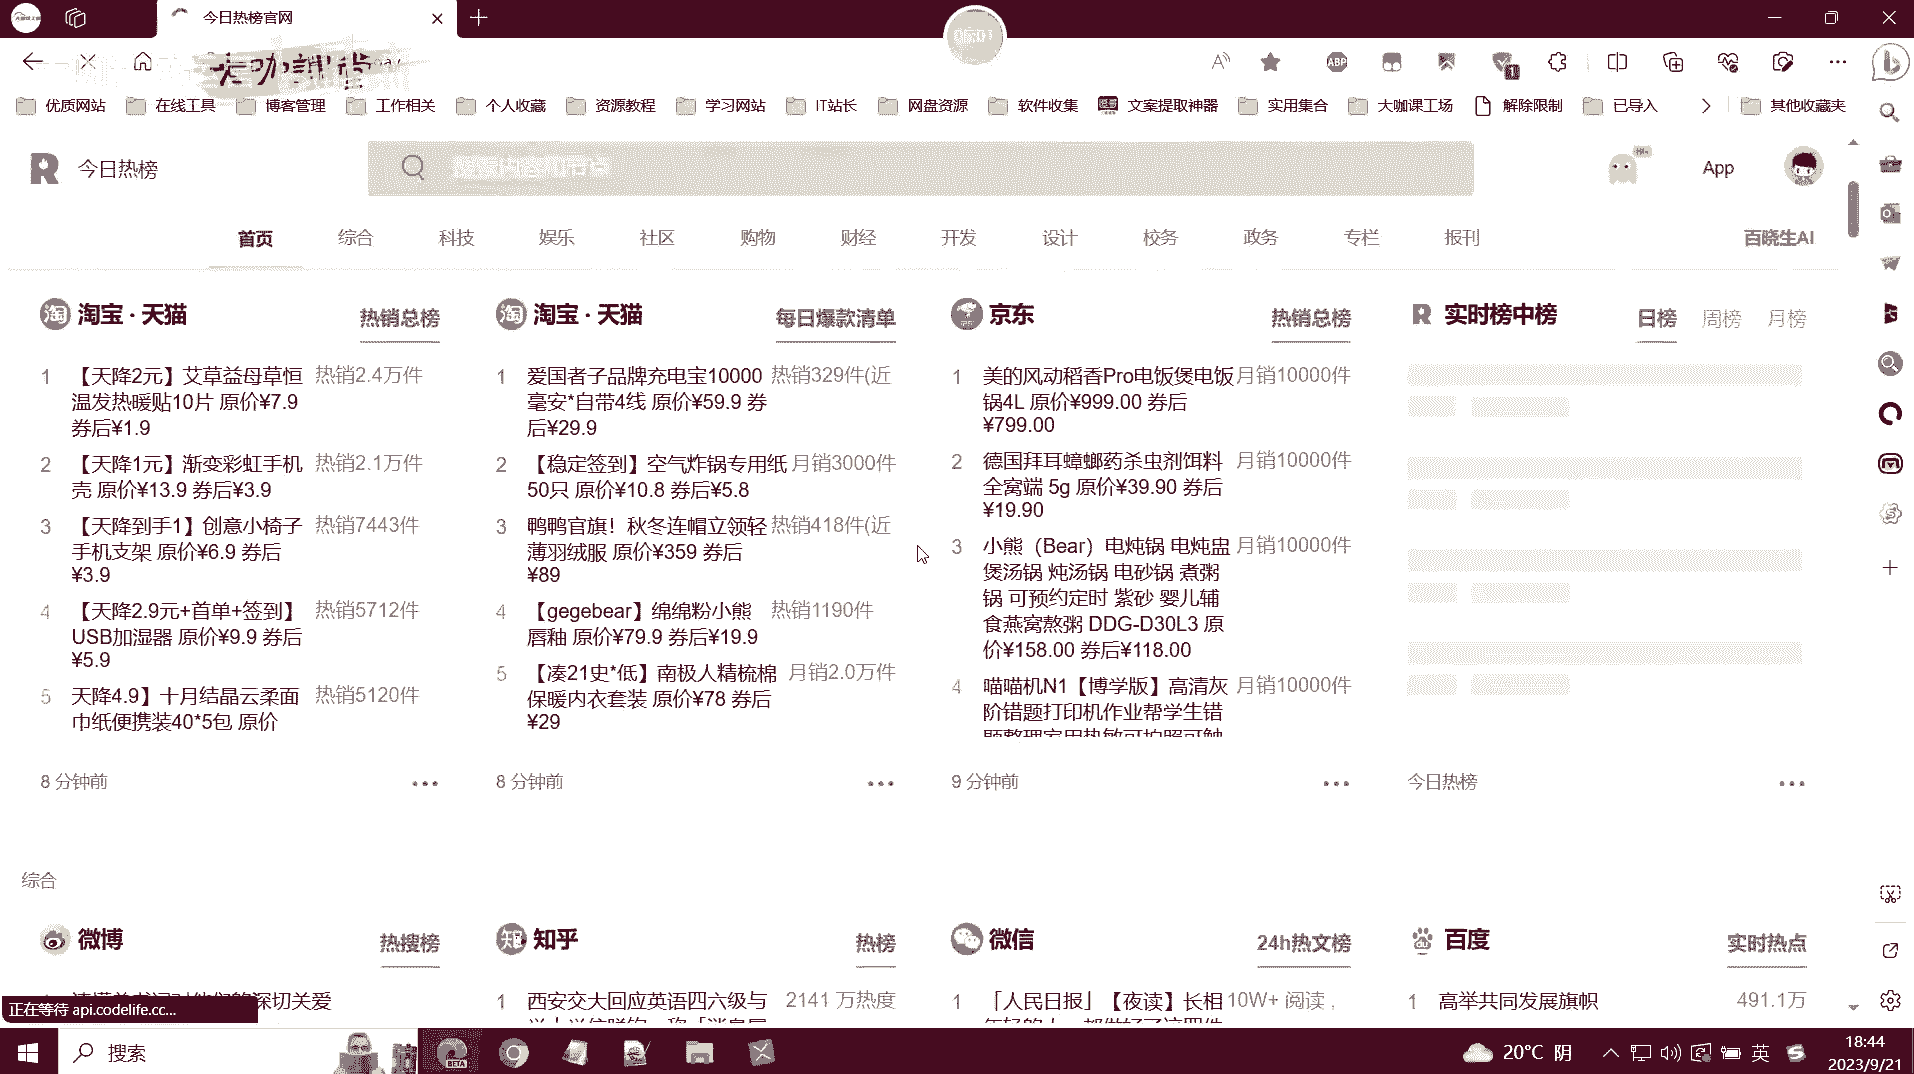 今日热榜官网
大咖課堂
ABP
1
优质网站
在线工具
博客管理
工作相关
个人收藏
资源教程
学习网站
IT站长
网盘资源
软件收集
文案提取神器
实用集合
大咖课工场
解除限制
已导入
其他收藏夹
今日热榜
App
首页
综合
科技
娱乐
社区
购物
财经
开发
设计
校务
政务
专栏
报刊
百晓生AI
淘宝 · 天猫
热销总榜
1 【天降2元】艾草益母草恒 热销2.4万件
温发热暖贴10片 原价¥7.9
券后¥1.9
2 【天降1元】渐变彩虹手机 热销2.1万件
壳 原价¥13.9 券后¥3.9
3 【天降到手1】创意小椅子 热销7443件
手机支架 原价¥6.9 券后
¥3.9
4 【天降2.9元+首单+签到】 热销5712件
USB加湿器 原价¥9.9 券后
¥5.9
5 天降4.9】十月结晶云柔面 热销5120件
巾纸便携装40*5包 原价
8 分钟前
淘宝 · 天猫
每日爆款清单
1 爱国者子品牌充电宝10000 热销329件(近
毫安*自带4线 原价¥59.9 券
后¥29.9
2 【稳定签到】空气炸锅专用纸 月销3000件
50只 原价¥10.8 券后¥5.8
3 鸭鸭官旗！秋冬连帽立领轻 热销418件(近
薄羽绒服 原价¥359 券后
¥89
4 【gegebear】绵绵粉小熊 热销1190件
唇釉 原价¥79.9 券后¥19.9
5 【凑21史*低】南极人精梳棉 月销2.0万件
保暖内衣套装 原价¥78 券后
¥29
8 分钟前
京东
热销总榜
1 美的风动稻香Pro电饭煲电饭 月销10000件
锅4L 原价¥999.00 券后
¥799.00
2 德国拜耳蟑螂药杀虫剂饵料 月销10000件
全窝端 5g 原价¥39.90 券后
¥19.90
3 小熊（Bear）电炖锅 电炖盅 月销10000件
煲汤锅 炖汤锅 电砂锅 煮粥
锅 可预约定时 紫砂 婴儿辅
食燕窝熬粥 DDG-D30L3 原
价¥158.00 券后¥118.00
4 喵喵机N1【博学版】高清灰 月销10000件
阶错题打印机作业帮学生错
9 分钟前
实时榜中榜
日榜 周榜 月榜
今日热榜
综合
微博
热搜榜
深切关爱
知乎
热榜
1 西安交大回应英语四六级与 2141 万热度
微信
24h热文榜
1 「人民日报」【夜读】长相 10W+ 阅读，
百度
实时热点
1 高举共同发展旗帜 491.1万
正在等待 api.codelife.cc...
搜索
BETA
20°C 阴
英
18:44
2023/9/21